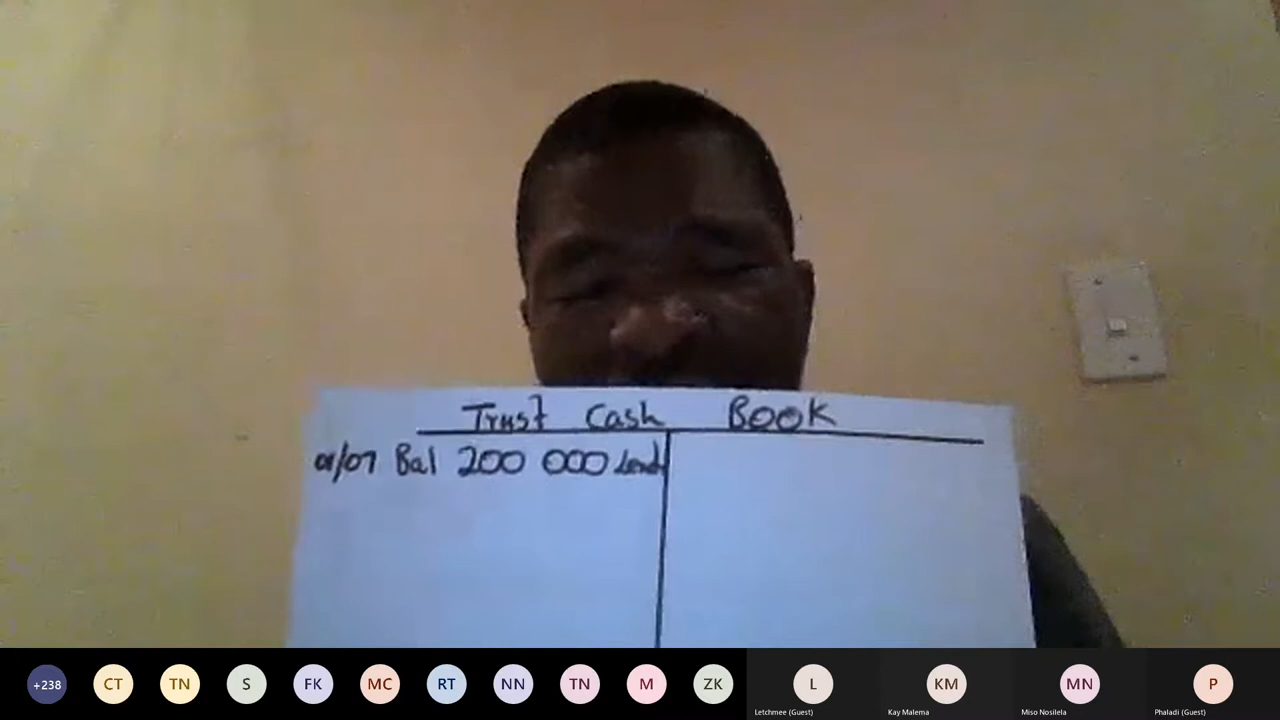 Trust Cash BOOK
01/07 Bal 200 000
+238 CT TN S FK MC RT NN TN M ZK L KM MN P
Letchmee (Guest) Kay Malema Miso Nosilela Phaladi (Guest)